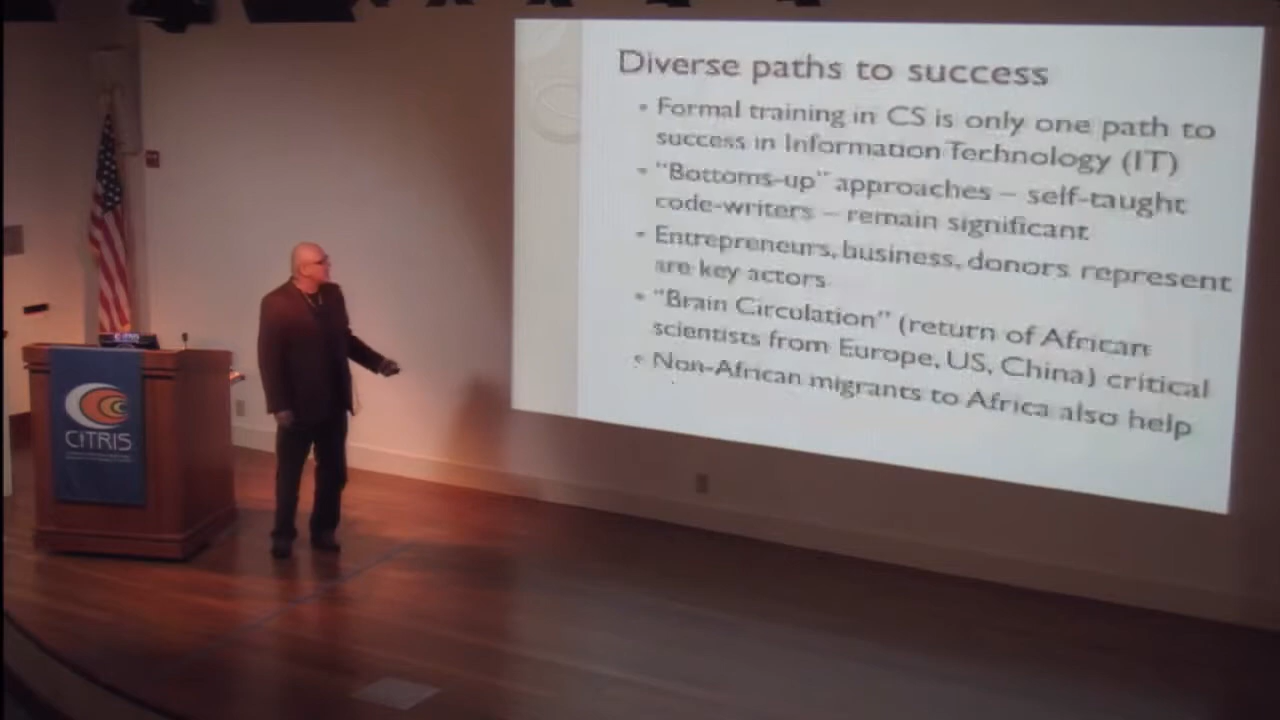 Diverse paths to success
• Formal training in CS is only one path to
success in Information Technology (IT)
• "Bottoms-up" approaches – self-taught
code-writers – remain significant
• Entrepreneurs, business, donors represent
are key actors
• "Brain Circulation" (return of African
scientists from Europe, US, China) critical
• Non-African migrants to Africa also help
CITRIS